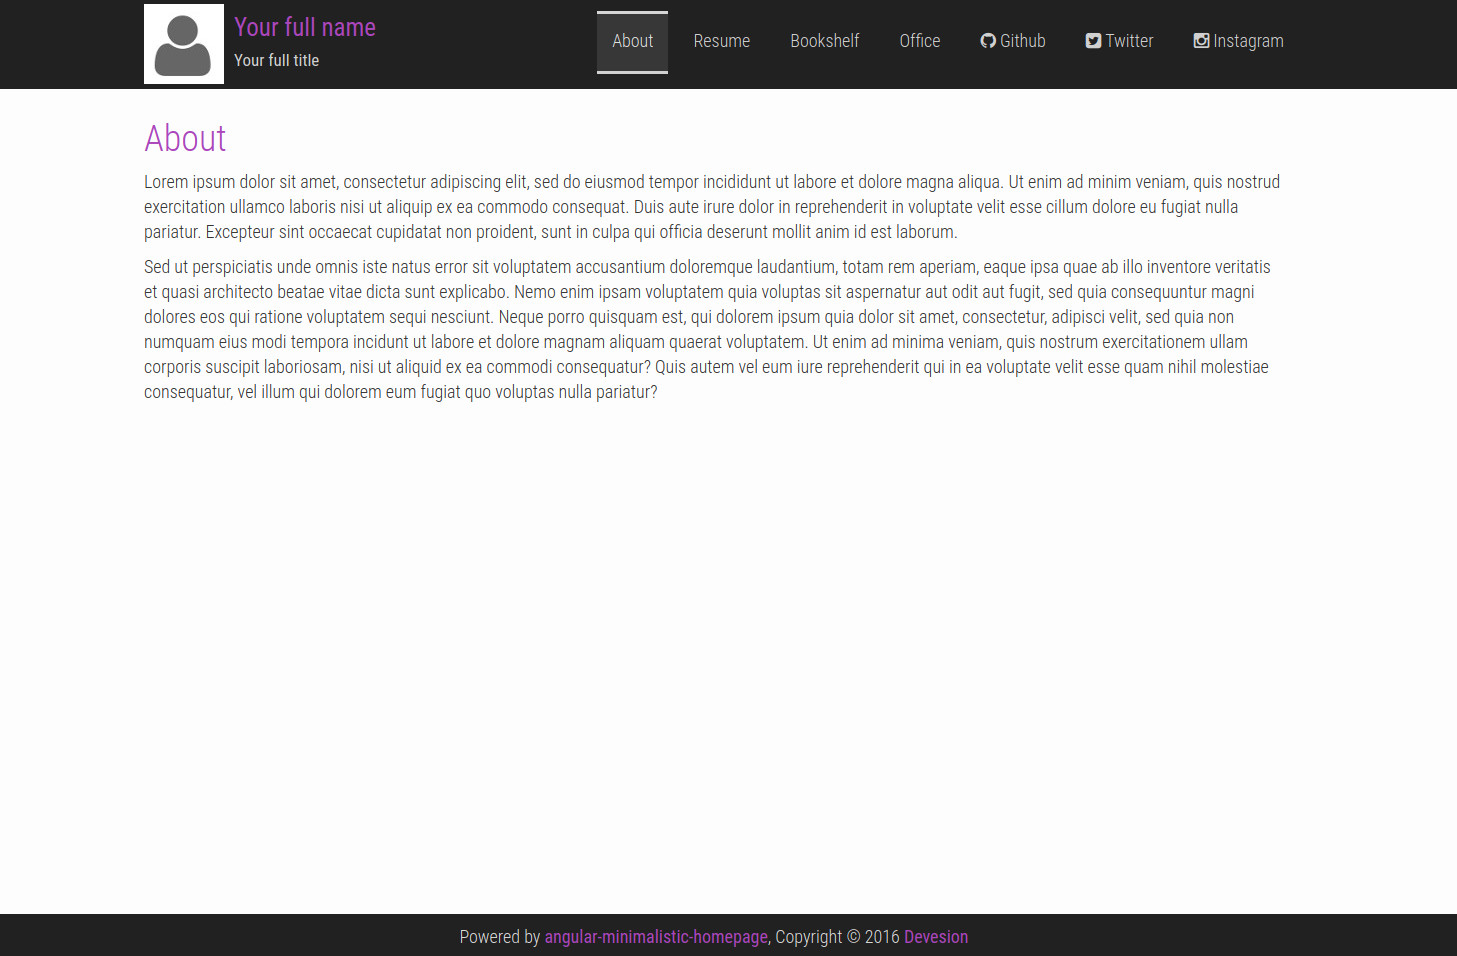 Your full name
Your full title
About Resume Bookshelf Office Github Twitter Instagram
About
Lorem ipsum dolor sit amet, consectetur adipiscing elit, sed do eiusmod tempor incididunt ut labore et dolore magna aliqua. Ut enim ad minim veniam, quis nostrud
exercitation ullamco laboris nisi ut aliquip ex ea commodo consequat. Duis aute irure dolor in reprehenderit in voluptate velit esse cillum dolore eu fugiat nulla
pariatur. Excepteur sint occaecat cupidatat non proident, sunt in culpa qui officia deserunt mollit anim id est laborum.
Sed ut perspiciatis unde omnis iste natus error sit voluptatem accusantium doloremque laudantium, totam rem aperiam, eaque ipsa quae ab illo inventore veritatis
et quasi architecto beatae vitae dicta sunt explicabo. Nemo enim ipsam voluptatem quia voluptas sit aspernatur aut odit aut fugit, sed quia consequuntur magni
dolores eos qui ratione voluptatem sequi nesciunt. Neque porro quisquam est, qui dolorem ipsum quia dolor sit amet, consectetur, adipisci velit, sed quia non
numquam eius modi tempora incidunt ut labore et dolore magnam aliquam quaerat voluptatem. Ut enim ad minima veniam, quis nostrum exercitationem ullam
corporis suscipit laboriosam, nisi ut aliquid ex ea commodi consequatur? Quis autem vel eum iure reprehenderit qui in ea voluptate velit esse quam nihil molestiae
consequatur, vel illum qui dolorem eum fugiat quo voluptas nulla pariatur?
Powered by angular-minimalistic-homepage, Copyright © 2016 Devesion